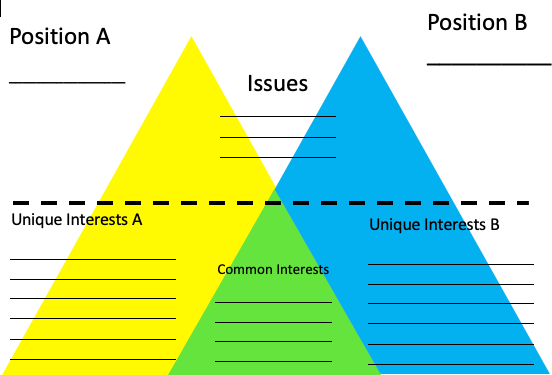 Position A
Position B
Issues
Unique Interests A
Unique Interests B
Common Interests